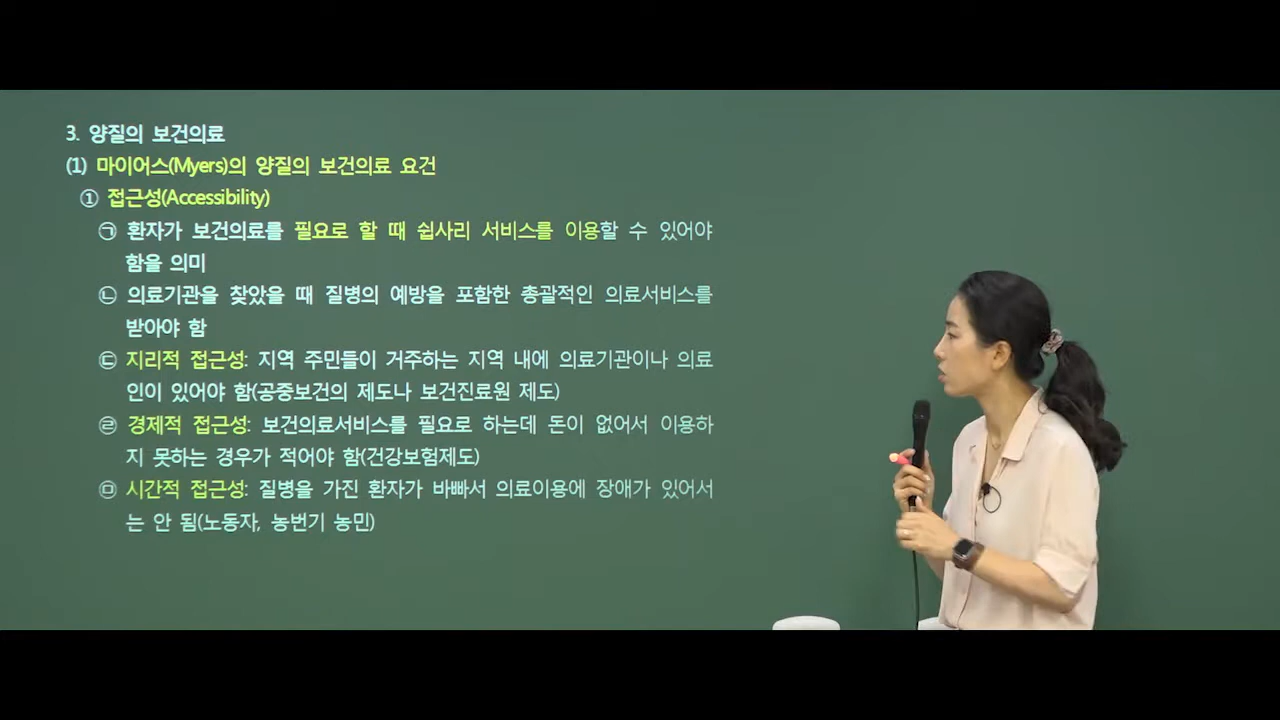 3. 양질의 보건의료
(1) 마이어스(Myers)의 양질의 보건의료 요건
① 접근성(Accessibility)
㉠ 환자가 보건의료를 필요로 할 때 쉽사리 서비스를 이용할 수 있어야
함을 의미
㉡ 의료기관을 찾았을 때 질병의 예방을 포함한 총괄적인 의료서비스를
받아야 함
㉢ 지리적 접근성: 지역 주민들이 거주하는 지역 내에 의료기관이나 의료
인이 있어야 함(공중보건의 제도나 보건진료원 제도)
㉣ 경제적 접근성: 보건의료서비스를 필요로 하는데 돈이 없어서 이용하
지 못하는 경우가 적어야 함(건강보험제도)
㉤ 시간적 접근성: 질병을 가진 환자가 바빠서 의료이용에 장애가 있어서
는 안 됨(노동자, 농번기 농민)